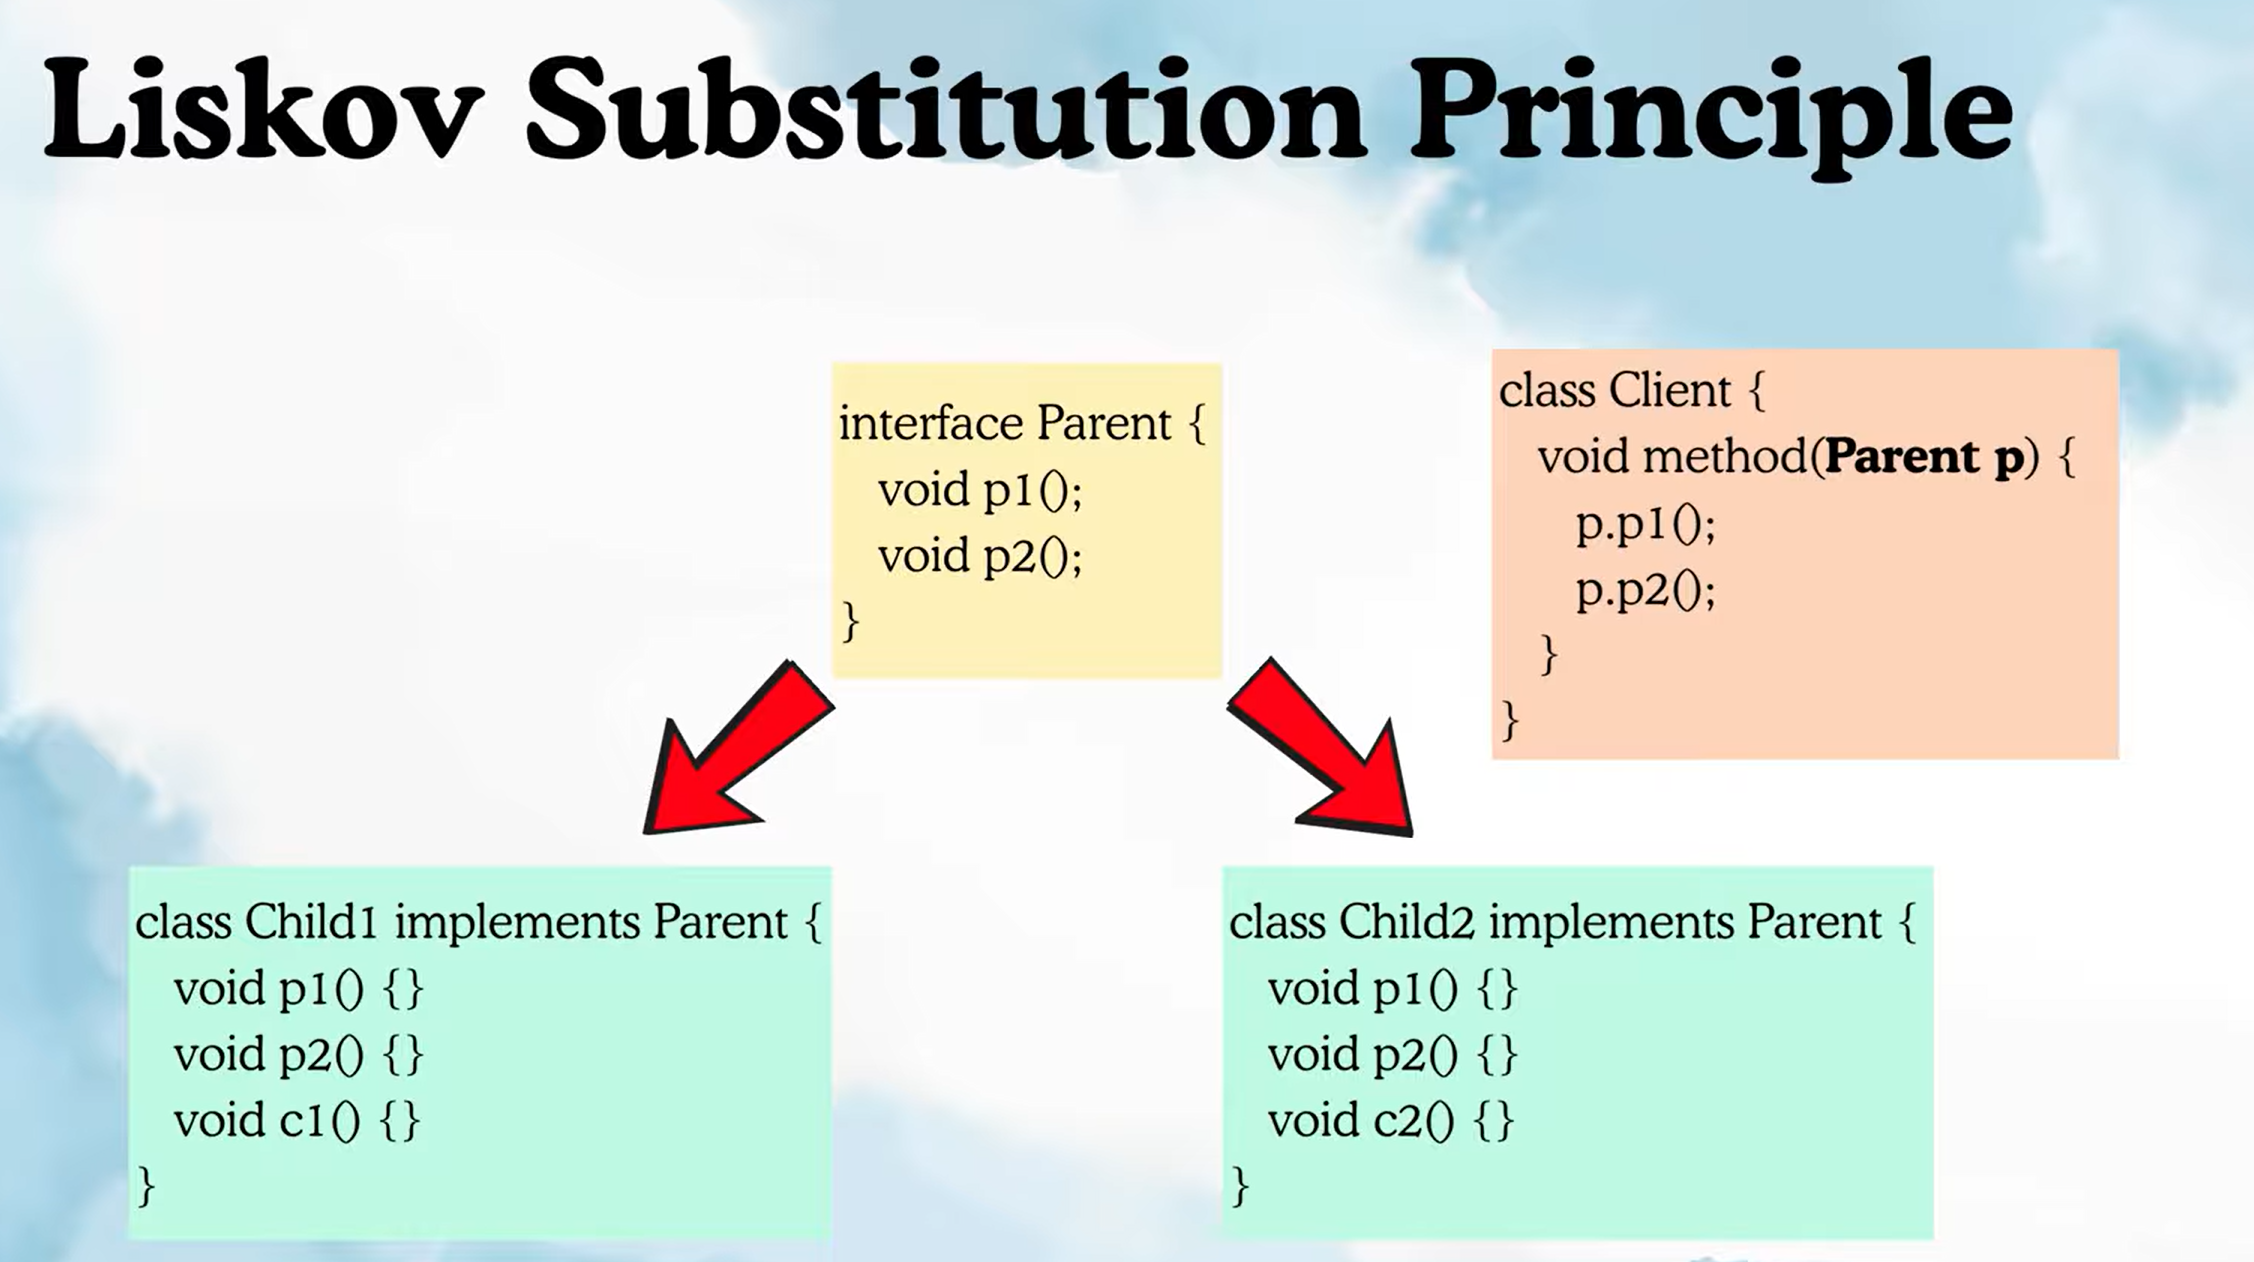 Liskov Substitution Principle
interface Parent {
void p1();
void p2();
}
class Client {
void method(Parent p) {
p.p1();
p.p2();
}
}
class Child1 implements Parent {
void p1() {}
void p2() {}
void c1() {}
}
class Child2 implements Parent {
void p1() {}
void p2() {}
void c2() {}
}